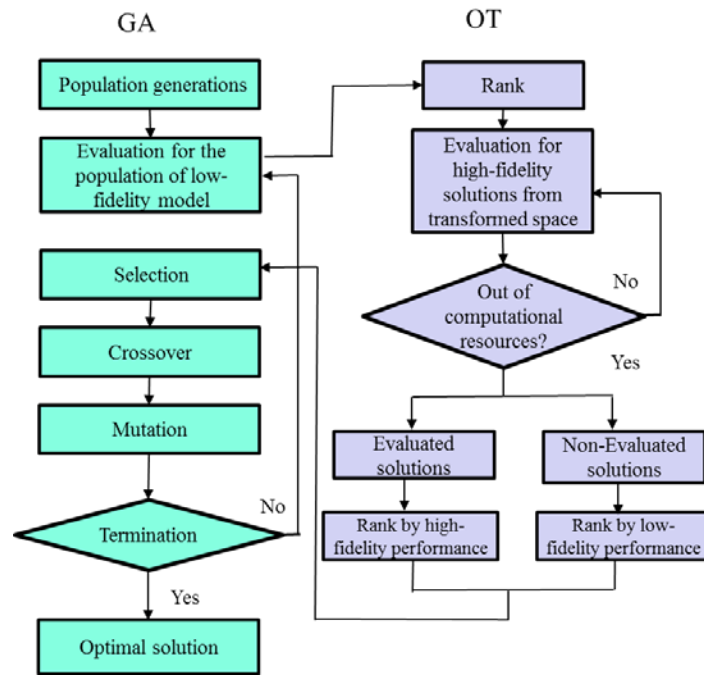 GA
Population generations
Evaluation for the
population of low-
fidelity model
Selection
Crossover
Mutation
Termination
No
Yes
Optimal solution
OT
Rank
Evaluation for
high-fidelity
solutions from
transformed space
No
Out of
computational
resources?
Yes
Evaluated
solutions
Non-Evaluated
solutions
Rank by high-
fidelity performance
Rank by low-
fidelity performance